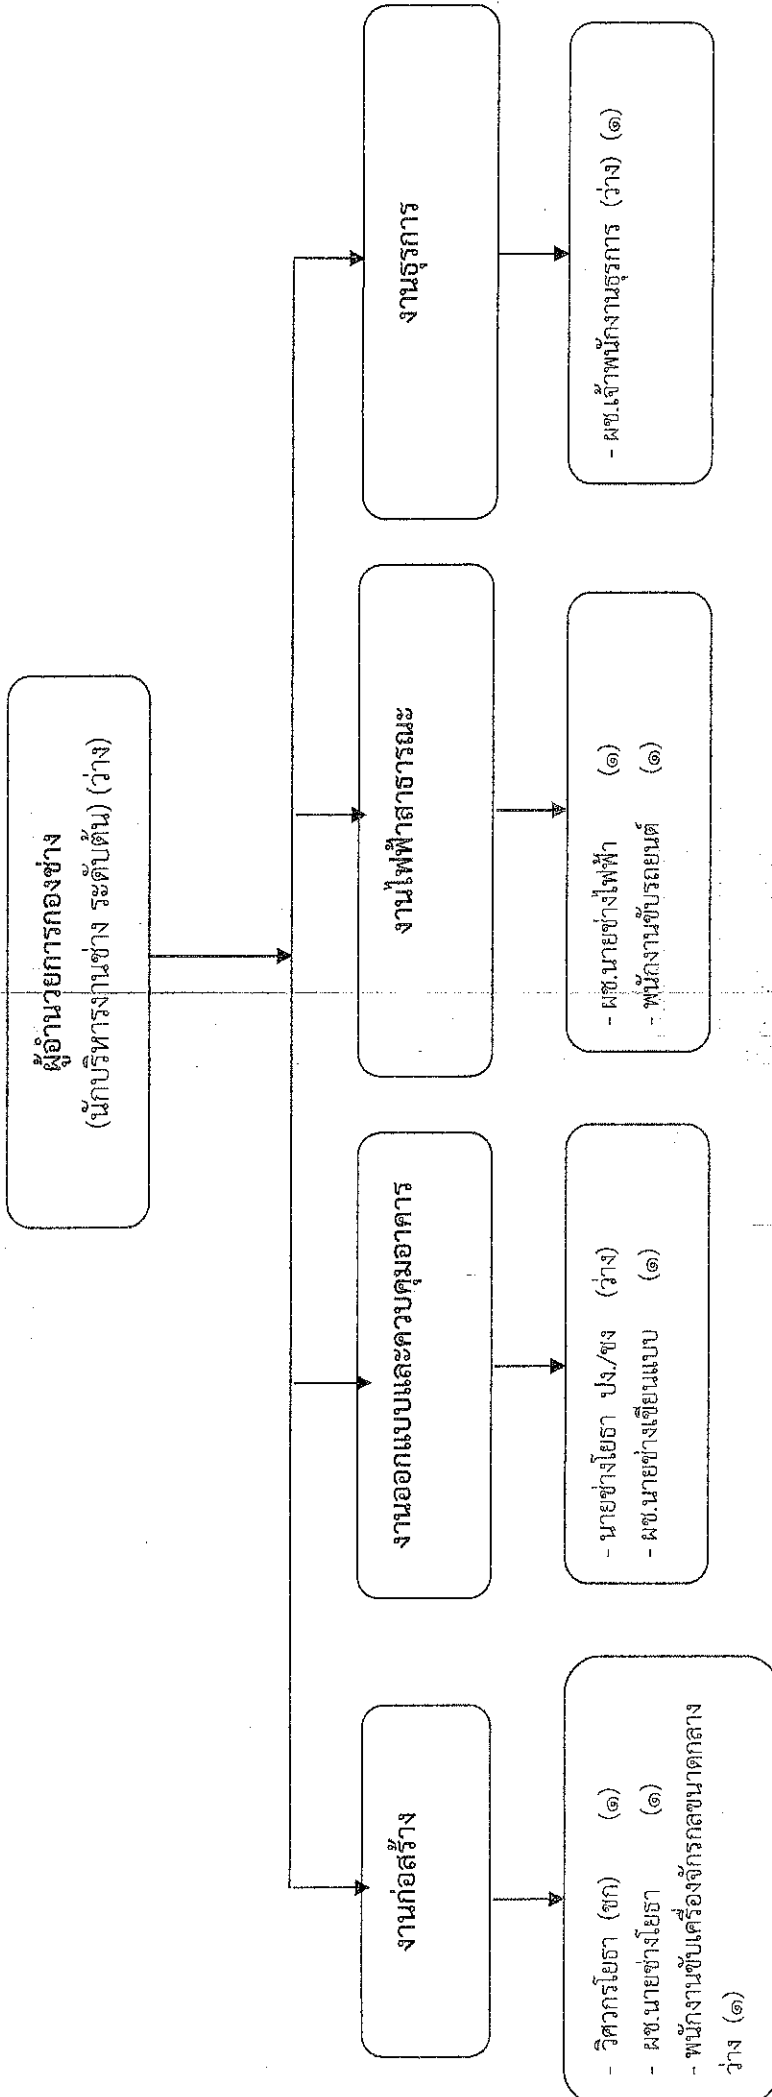 ผู้อำนวยการกองช่าง
(นักบริหารงานช่าง ระดับต้น) (ว่าง)
งานก่อสร้าง
งานออกแบบและควบคุมอาคาร
งานไฟฟ้าสาธารณะ
งานธุรการ
- วิศวกรโยธา (ชก) (๑)
- ผช.นายช่างโยธา (๑)
- พนักงานขับเครื่องจักรกลขนาดกลาง
ว่าง (๑)
- นายช่างโยธา ปง./ชง (ว่าง)
- ผช.นายช่างเขียนแบบ (๑)
- ผช.นายช่างไฟฟ้า (๑)
- พนักงานขับรถยนต์ (๑)
- ผช.เจ้าพนักงานธุรการ (ว่าง) (๑)